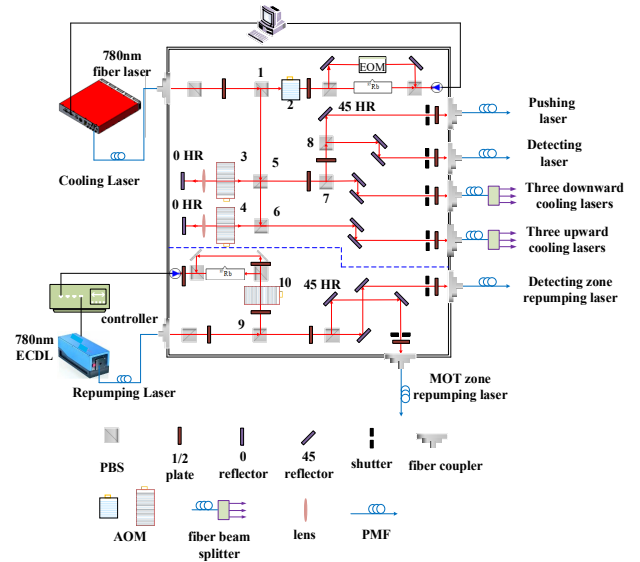 780nm
fiber laser
Cooling Laser
1
2
EOM
Rb
45 HR
Pushing
laser
8
Detecting
laser
0 HR
3
5
7
Three downward
cooling lasers
0 HR
4
6
Three upward
cooling lasers
Rb
10
45 HR
Detecting zone
repumping laser
controller
9
780nm
ECDL
Repumping Laser
MOT zone
repumping laser
PBS
1/2
plate
0
reflector
45
reflector
shutter
fiber coupler
AOM
fiber beam
splitter
lens
PMF